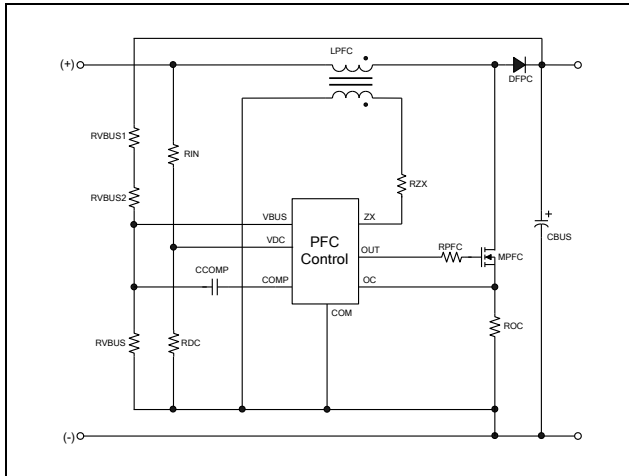 LPFC
(+)
DFPC
RVBUS1
RIN
RZX
RVBUS2
VBUS
ZX
PFC
Control
VDC
OUT
RPFC
MPFC
+
CBUS
CCOMP
COMP
OC
COM
RVBUS
RDC
ROC
(-)